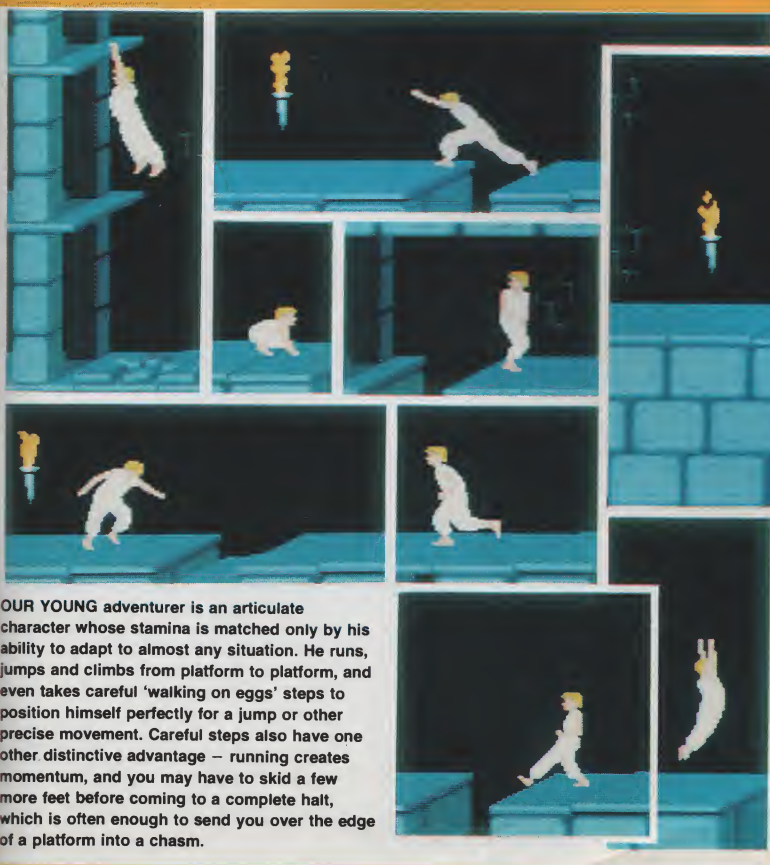 OUR YOUNG adventurer is an articulate
character whose stamina is matched only by his
ability to adapt to almost any situation. He runs,
jumps and climbs from platform to platform, and
even takes careful ‘walking on eggs’ steps to
position himself perfectly for a jump or other
precise movement. Careful steps also have one
other distinctive advantage — running creates
momentum, and you may have to skid a few
more feet before coming to a complete halt,
which is often enough to send you over the edge
of a platform into a chasm.